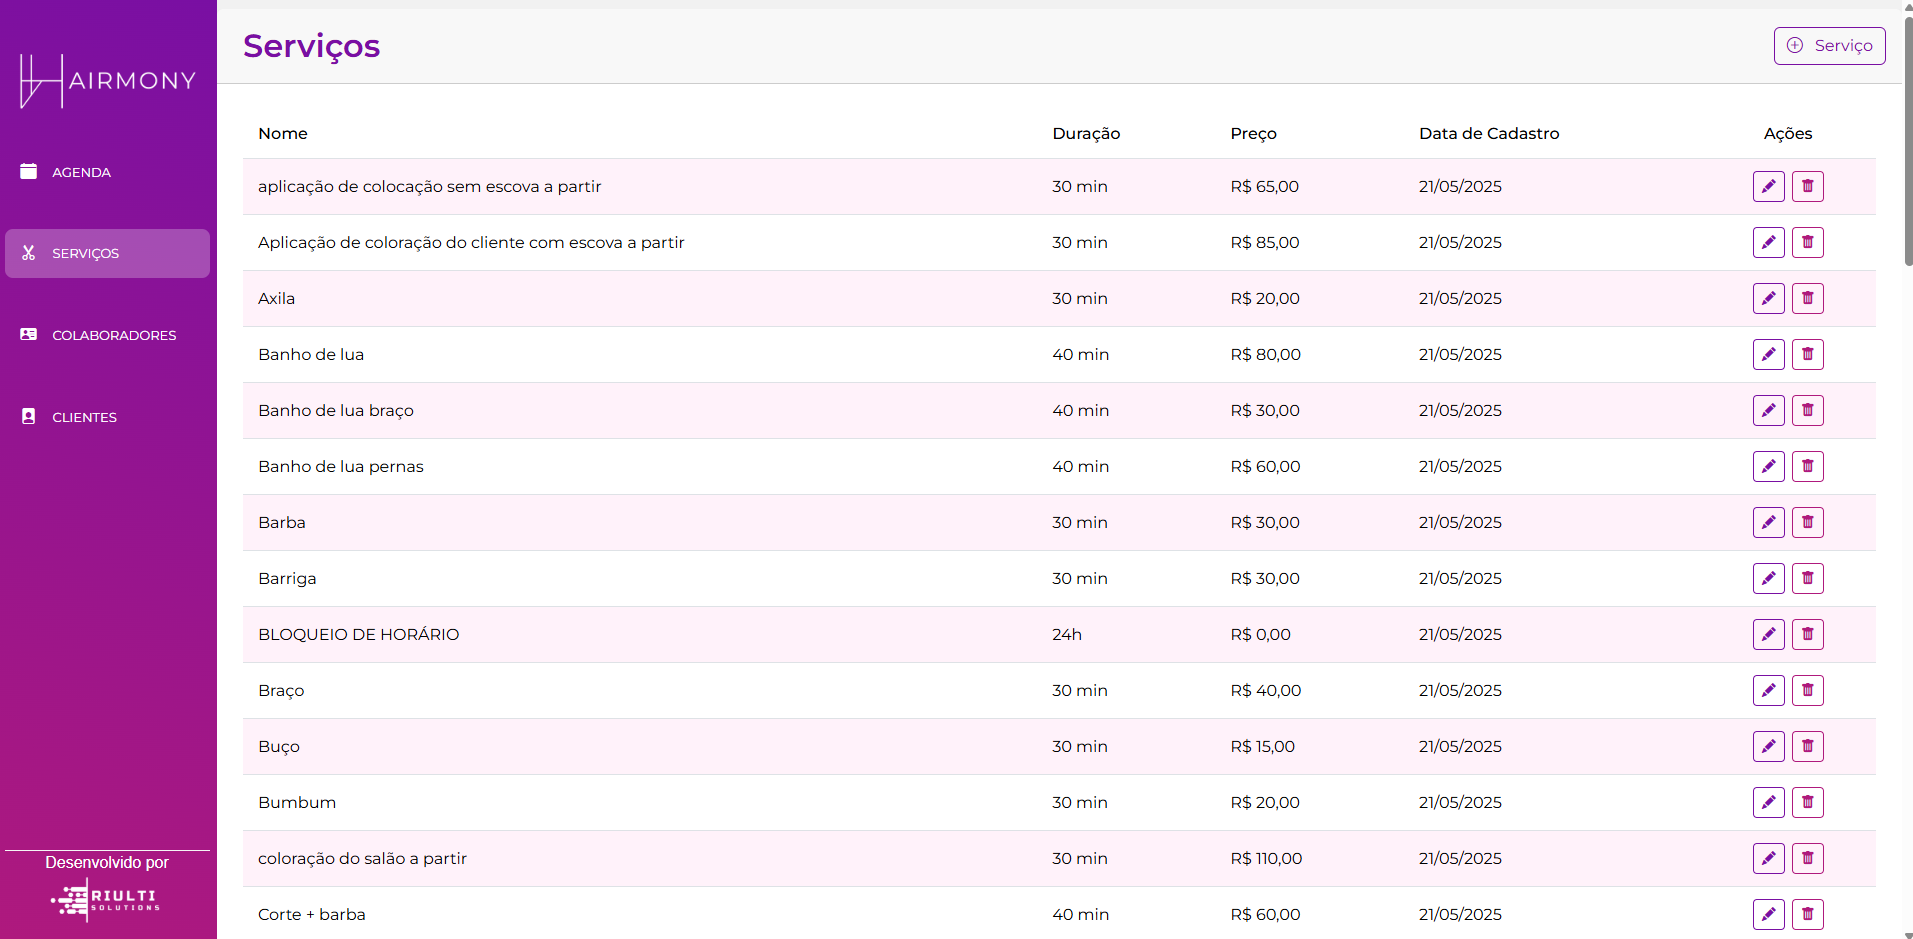 HAIRMONY
AGENDA
SERVIÇOS
COLABORADORES
CLIENTES
Desenvolvido por
RIULTI
SOLUTIONS
Serviços
Serviço
Nome Duração Preço Data de Cadastro Ações
aplicação de colocação sem escova a partir 30 min R$ 65,00 21/05/2025
Aplicação de coloração do cliente com escova a partir 30 min R$ 85,00 21/05/2025
Axila 30 min R$ 20,00 21/05/2025
Banho de lua 40 min R$ 80,00 21/05/2025
Banho de lua braço 40 min R$ 30,00 21/05/2025
Banho de lua pernas 40 min R$ 60,00 21/05/2025
Barba 30 min R$ 30,00 21/05/2025
Barriga 30 min R$ 30,00 21/05/2025
BLOQUEIO DE HORÁRIO 24h R$ 0,00 21/05/2025
Braço 30 min R$ 40,00 21/05/2025
Buço 30 min R$ 15,00 21/05/2025
Bumbum 30 min R$ 20,00 21/05/2025
coloração do salão a partir 30 min R$ 110,00 21/05/2025
Corte + barba 40 min R$ 60,00 21/05/2025